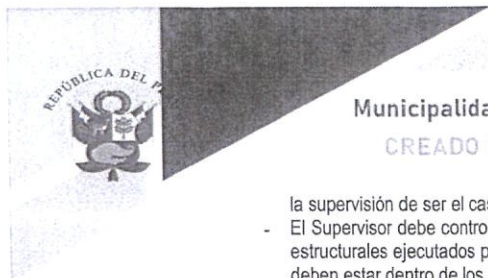 REPÚBLICA DEL
Municipalida
CREADO
la supervisión de ser el cas
- El Supervisor debe contro
estructurales ejecutados p
deben estar dentro de los